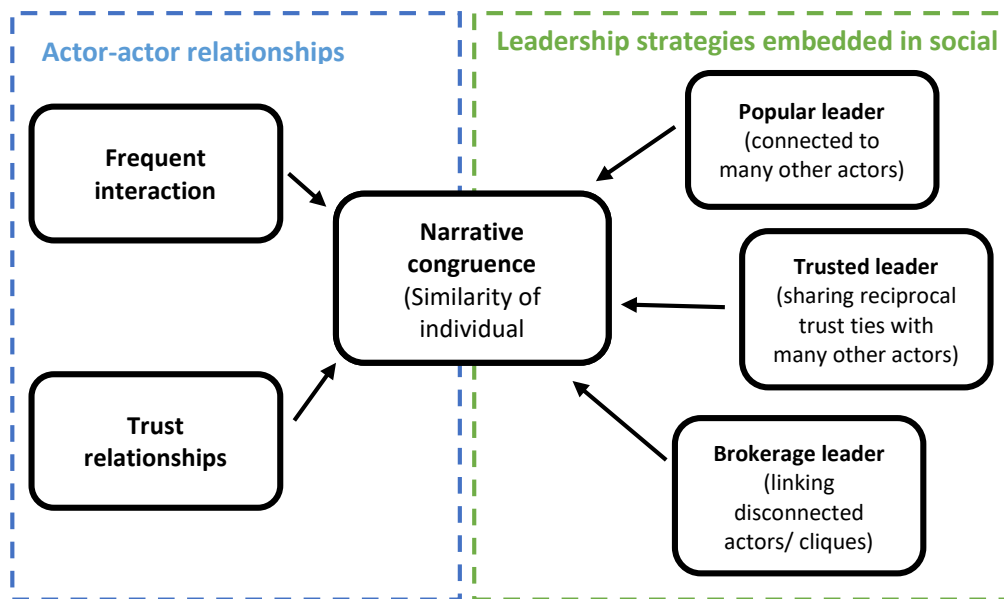 Actor-actor relationships
Frequent
interaction
Trust
relationships
Narrative
congruence
(Similarity of
individual
Leadership strategies embedded in social
Popular leader
(connected to
many other actors)
Trusted leader
(sharing reciprocal
trust ties with
many other actors)
Brokerage leader
(linking
disconnected
actors/ cliques)